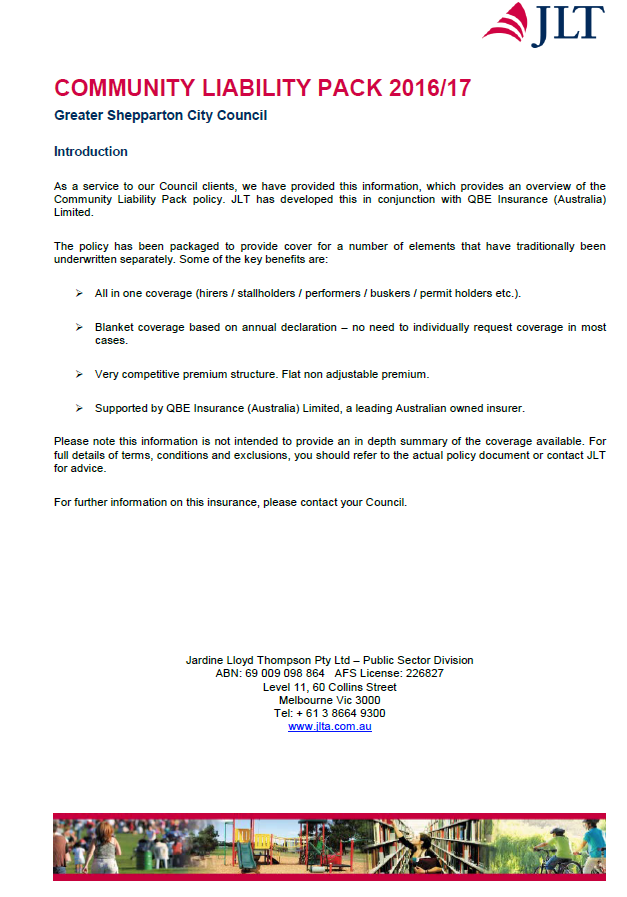 JLT
COMMUNITY LIABILITY PACK 2016/17
Greater Shepparton City Council
Introduction
As a service to our Council clients, we have provided this information, which provides an overview of the
Community Liability Pack policy. JLT has developed this in conjunction with QBE Insurance (Australia)
Limited.
The policy has been packaged to provide cover for a number of elements that have traditionally been
underwritten separately. Some of the key benefits are:
➢ All in one coverage (hirers / stallholders / performers / buskers / permit holders etc.).
➢ Blanket coverage based on annual declaration – no need to individually request coverage in most
cases.
➢ Very competitive premium structure. Flat non adjustable premium.
➢ Supported by QBE Insurance (Australia) Limited, a leading Australian owned insurer.
Please note this information is not intended to provide an in depth summary of the coverage available. For
full details of terms, conditions and exclusions, you should refer to the actual policy document or contact JLT
for advice.
For further information on this insurance, please contact your Council.
Jardine Lloyd Thompson Pty Ltd – Public Sector Division
ABN: 69 009 098 864 AFS License: 226827
Level 11, 60 Collins Street
Melbourne Vic 3000
Tel: + 61 3 8664 9300
www.jlta.com.au